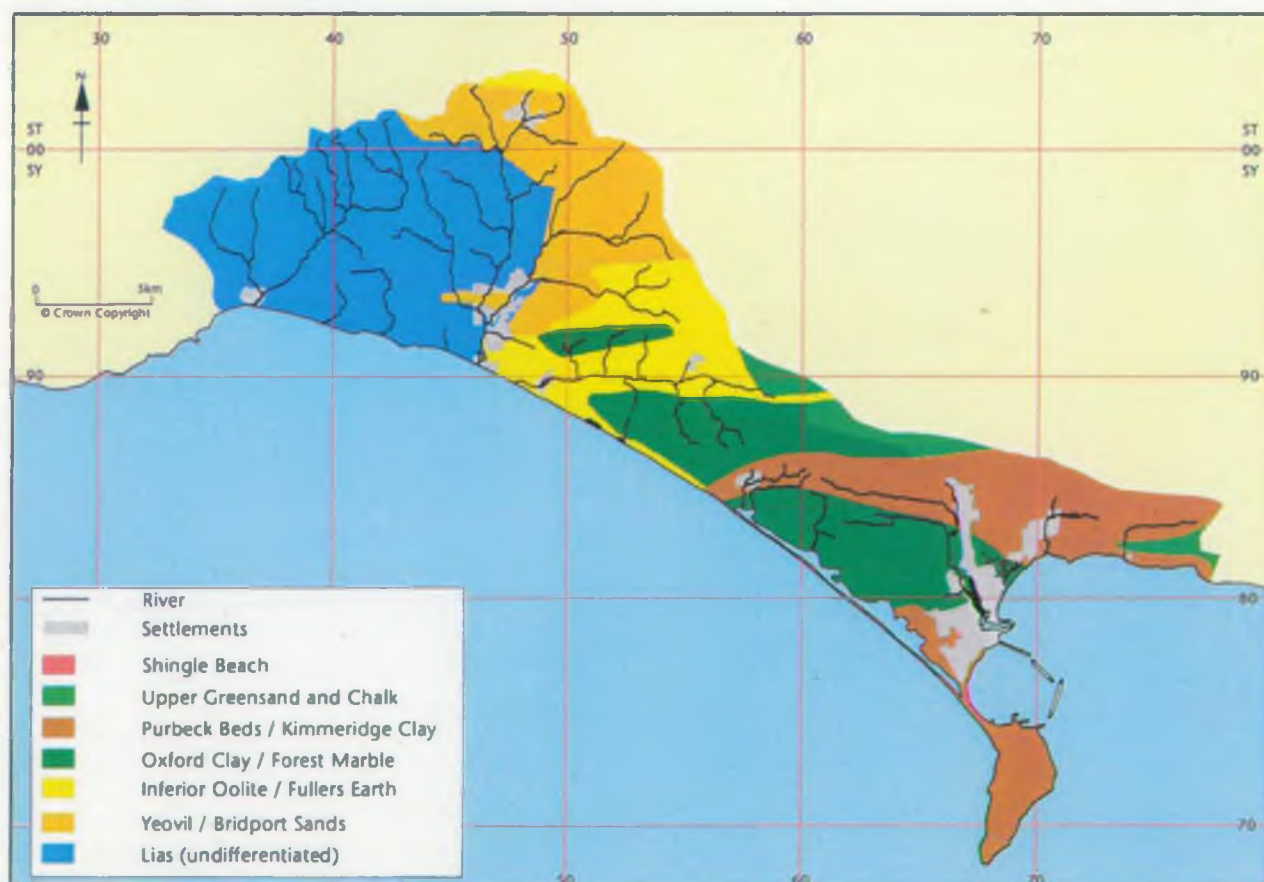 30 40 50 60 70
N
ST ST
00 00
SY SY
0 5km
© Crown Copyright
90 90
80
River
Settlements
Shingle Beach
Upper Greensand and Chalk
Purbeck Beds / Kimmeridge Clay
Oxford Clay / Forest Marble
Inferior Oolite / Fullers Earth
Yeovil / Bridport Sands
Lias (undifferentiated)
70
50 60 70